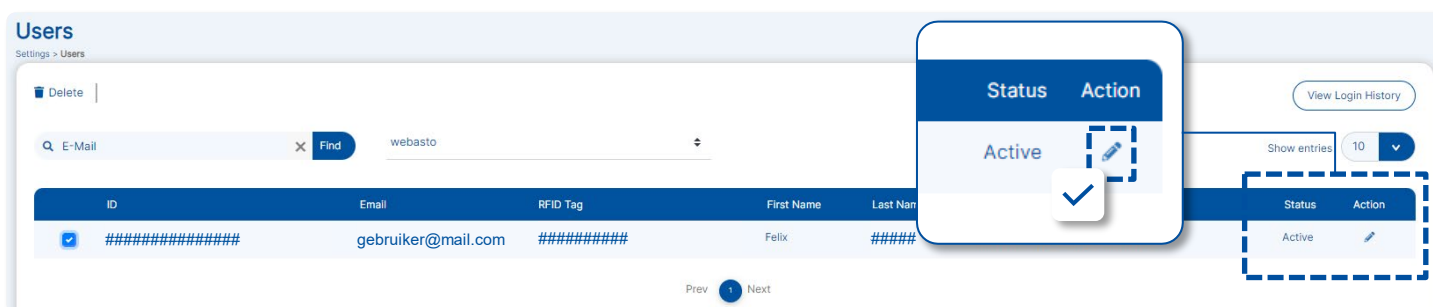 Users
Settings > Users
Delete
View Login History
E-Mail
Find
webasto
Show entries
10
Status Action
Active
ID Email RFID Tag First Name Last Nam Status Action
############### gebruiker@mail.com ########## Felix ##### Active
Prev 1 Next